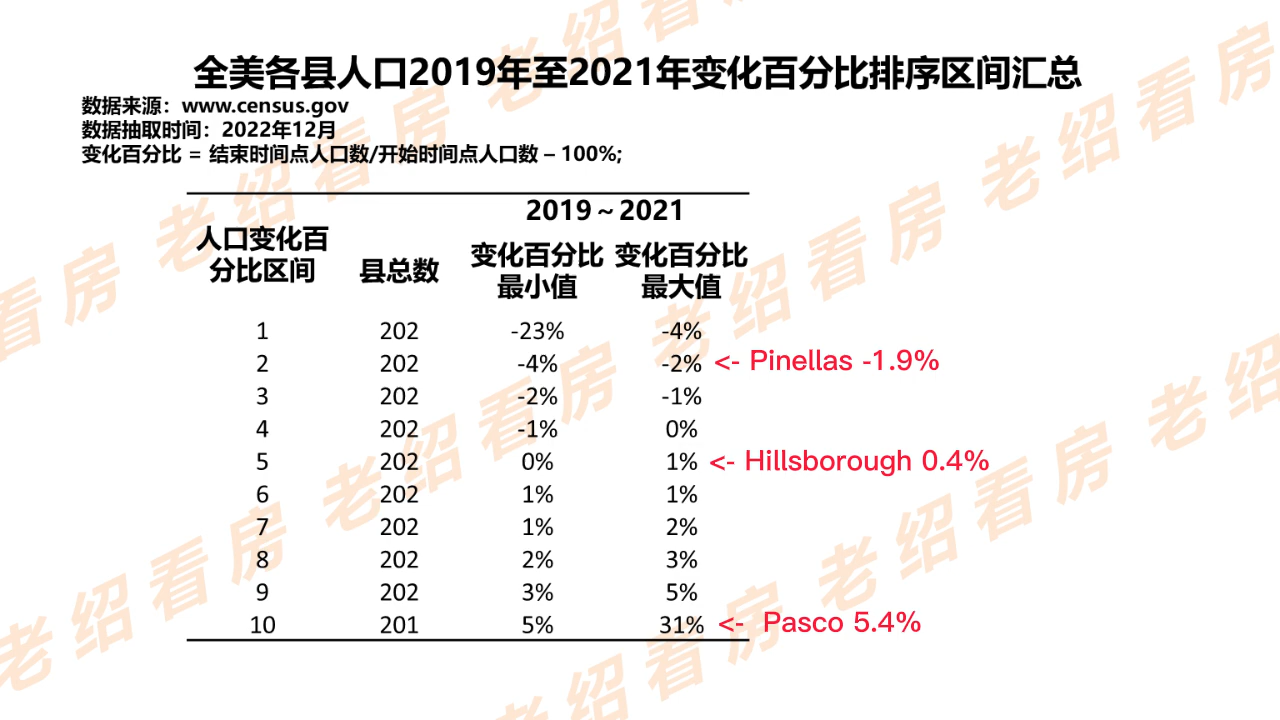 全美各县人口2019年至2021年变化百分比排序区间汇总
数据来源：www.census.gov
数据抽取时间：2022年12月
变化百分比 = 结束时间点人口数/开始时间点人口数 – 100%;
2019～2021
人口变化百分比区间 县总数 变化百分比最小值 变化百分比最大值
1 202 -23% -4%
2 202 -4% -2% <- Pinellas -1.9%
3 202 -2% -1%
4 202 -1% 0%
5 202 0% 1% <- Hillsborough 0.4%
6 202 1% 1%
7 202 1% 2%
8 202 2% 3%
9 202 3% 5%
10 201 5% 31% <- Pasco 5.4%
老绍看房